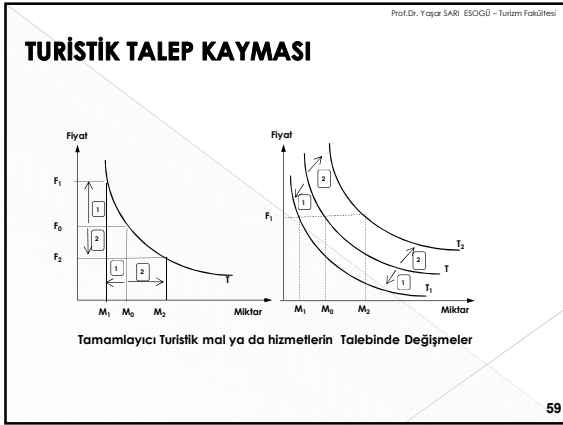 Prof.Dr. Yaşar SARI ESOGÜ – Turizm Fakültesi
TURİSTİK TALEP KAYMASI
Fiyat
F1
F0
F2
1
2
1
2
T
M1 M0 M2
Miktar
Fiyat
F1
1
2
T2
2
T
1
T1
M1 M0 M2
Miktar
Tamamlayıcı Turistik mal ya da hizmetlerin Talebinde Değişmeler
59